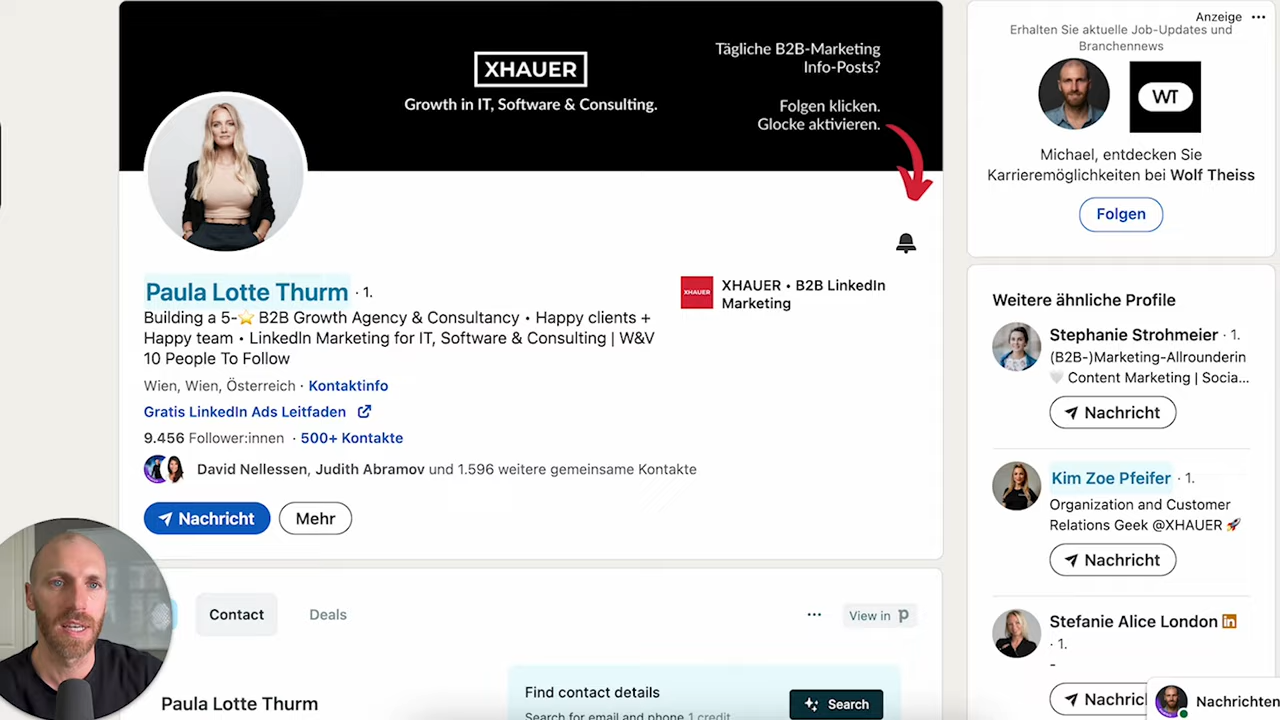 XHAUER
Growth in IT, Software & Consulting.
Tägliche B2B-Marketing
Info-Posts?
Folgen klicken.
Glocke aktivieren.
Paula Lotte Thurm · 1.
Building a 5-⭐ B2B Growth Agency & Consultancy • Happy clients +
Happy team • LinkedIn Marketing for IT, Software & Consulting | W&V
10 People To Follow
Wien, Wien, Österreich · Kontaktinfo
Gratis LinkedIn Ads Leitfaden
9.456 Follower:innen · 500+ Kontakte
David Nellessen, Judith Abramov und 1.596 weitere gemeinsame Kontakte
Nachricht
Mehr
XHAUER
XHAUER • B2B LinkedIn
Marketing
Contact
Deals
···
View in p
Paula Lotte Thurm
Find contact details
Search for email and phone 1 credit
Search
Anzeige ···
Erhalten Sie aktuelle Job-Updates und
Branchennews
WT
Michael, entdecken Sie
Karrieremöglichkeiten bei Wolf Theiss
Folgen
Weitere ähnliche Profile
Stephanie Strohmeier · 1.
(B2B-)Marketing-Allrounderin
🤍 Content Marketing | Socia...
Nachricht
Kim Zoe Pfeifer · 1.
Organization and Customer
Relations Geek @XHAUER 🚀
Nachricht
Stefanie Alice London in
· 1.
-
Nachric
Nachrichten